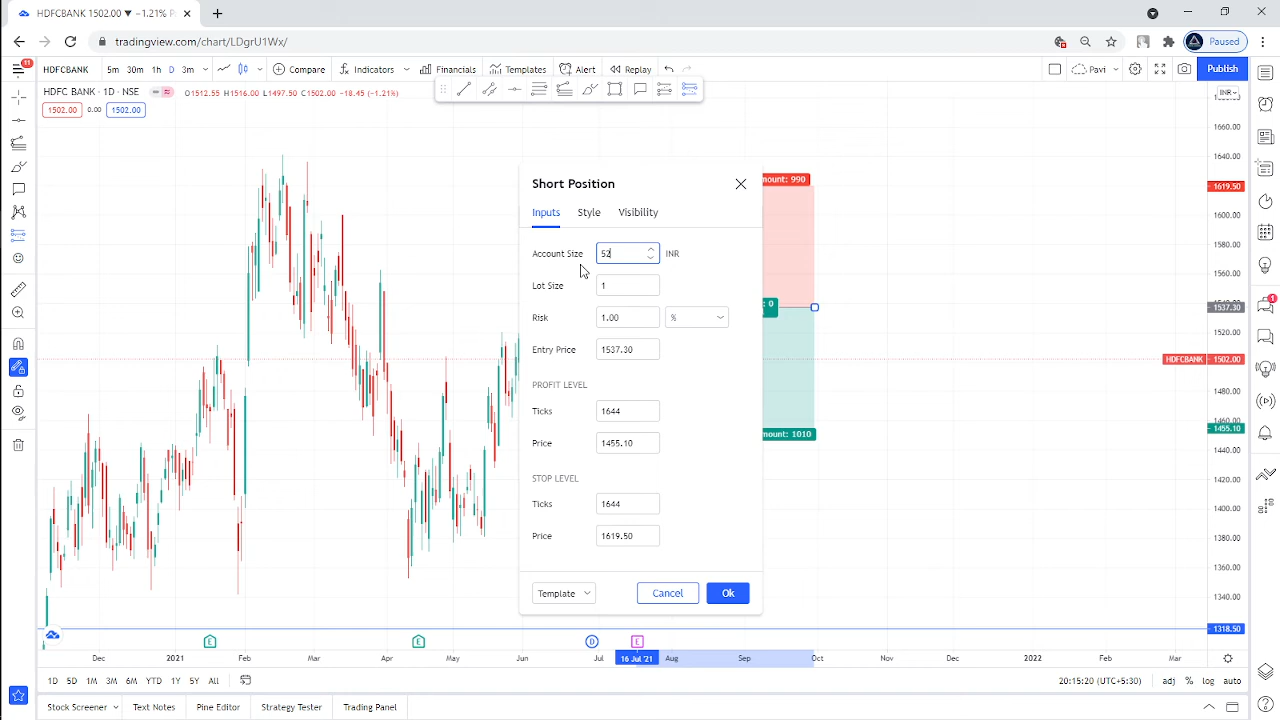 HDFCBANK 1502.00 ▼ −1.21%
tradingview.com/chart/LDgrU1Wx/
Paused
11
HDFCBANK 5m 30m 1h D 3m Compare Indicators Financials Templates Alert Replay Pavi Publish
HDFC BANK · 1D · NSE O1512.55 H1516.00 L1497.50 C1502.00 −18.45 (−1.21%)
1502.00 0.00 1502.00
INR
1660.00
1640.00
1619.50
1600.00
1580.00
1560.00
1537.30
1520.00
HDFCBANK 1502.00
1480.00
1455.10
1440.00
1420.00
1400.00
1380.00
1360.00
1340.00
1318.50
1
mount: 990
: 0
mount: 1010
Short Position
Inputs Style Visibility
Account Size 52 INR
Lot Size 1
Risk 1.00 %
Entry Price 1537.30
PROFIT LEVEL
Ticks 1644
Price 1455.10
STOP LEVEL
Ticks 1644
Price 1619.50
Template Cancel Ok
E E D E
Dec 2021 Feb Mar Apr May Jun Jul 16 Jul '21 Aug Sep Oct Nov Dec 2022 Feb Mar
1D 5D 1M 3M 6M YTD 1Y 5Y All 20:15:20 (UTC+5:30) adj % log auto
Stock Screener Text Notes Pine Editor Strategy Tester Trading Panel